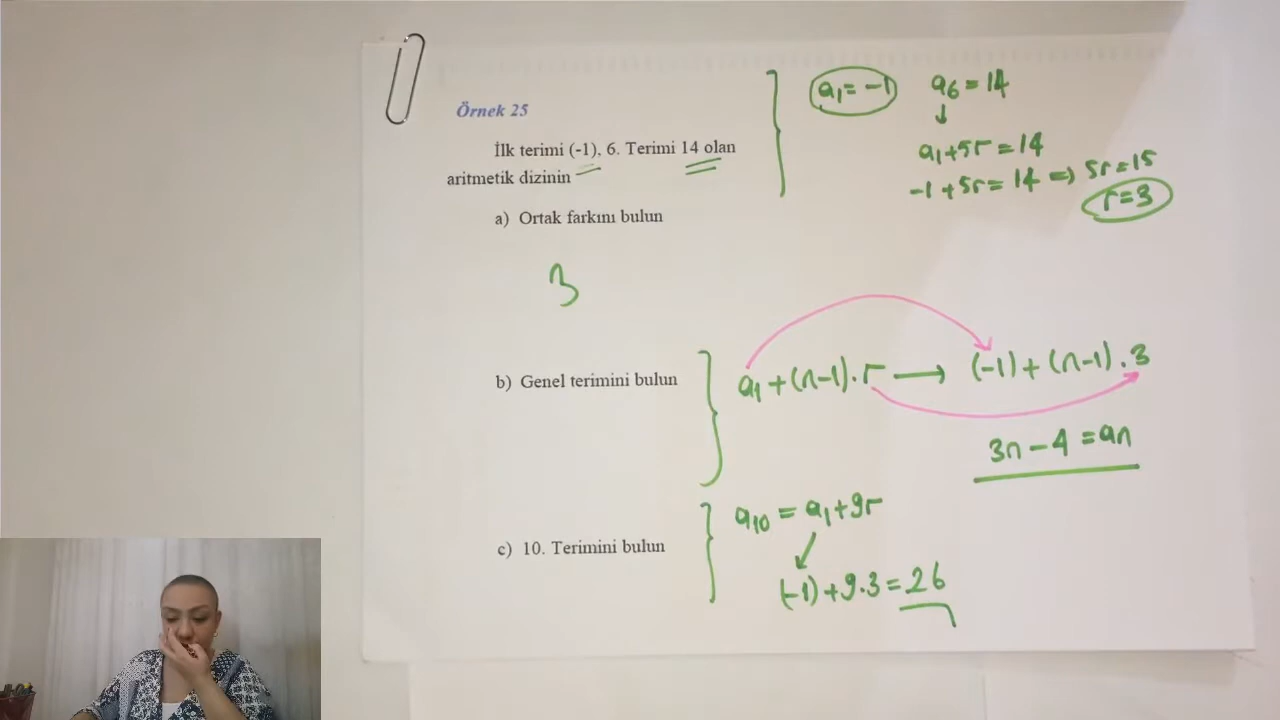 Örnek 25
İlk terimi (-1), 6. Terimi 14 olan
aritmetik dizinin
a) Ortak farkını bulun
3
a₁ = -1
a₆ = 14
↓
a₁+5r = 14
-1 +5r = 14 ⇒ 5r = 15
r=3
b) Genel terimini bulun
a₁ + (n-1) . r → (-1) + (n-1) . 3
3n - 4 = an
c) 10. Terimini bulun
a₁₀ = a₁+9r
(-1) + 9.3 = 26